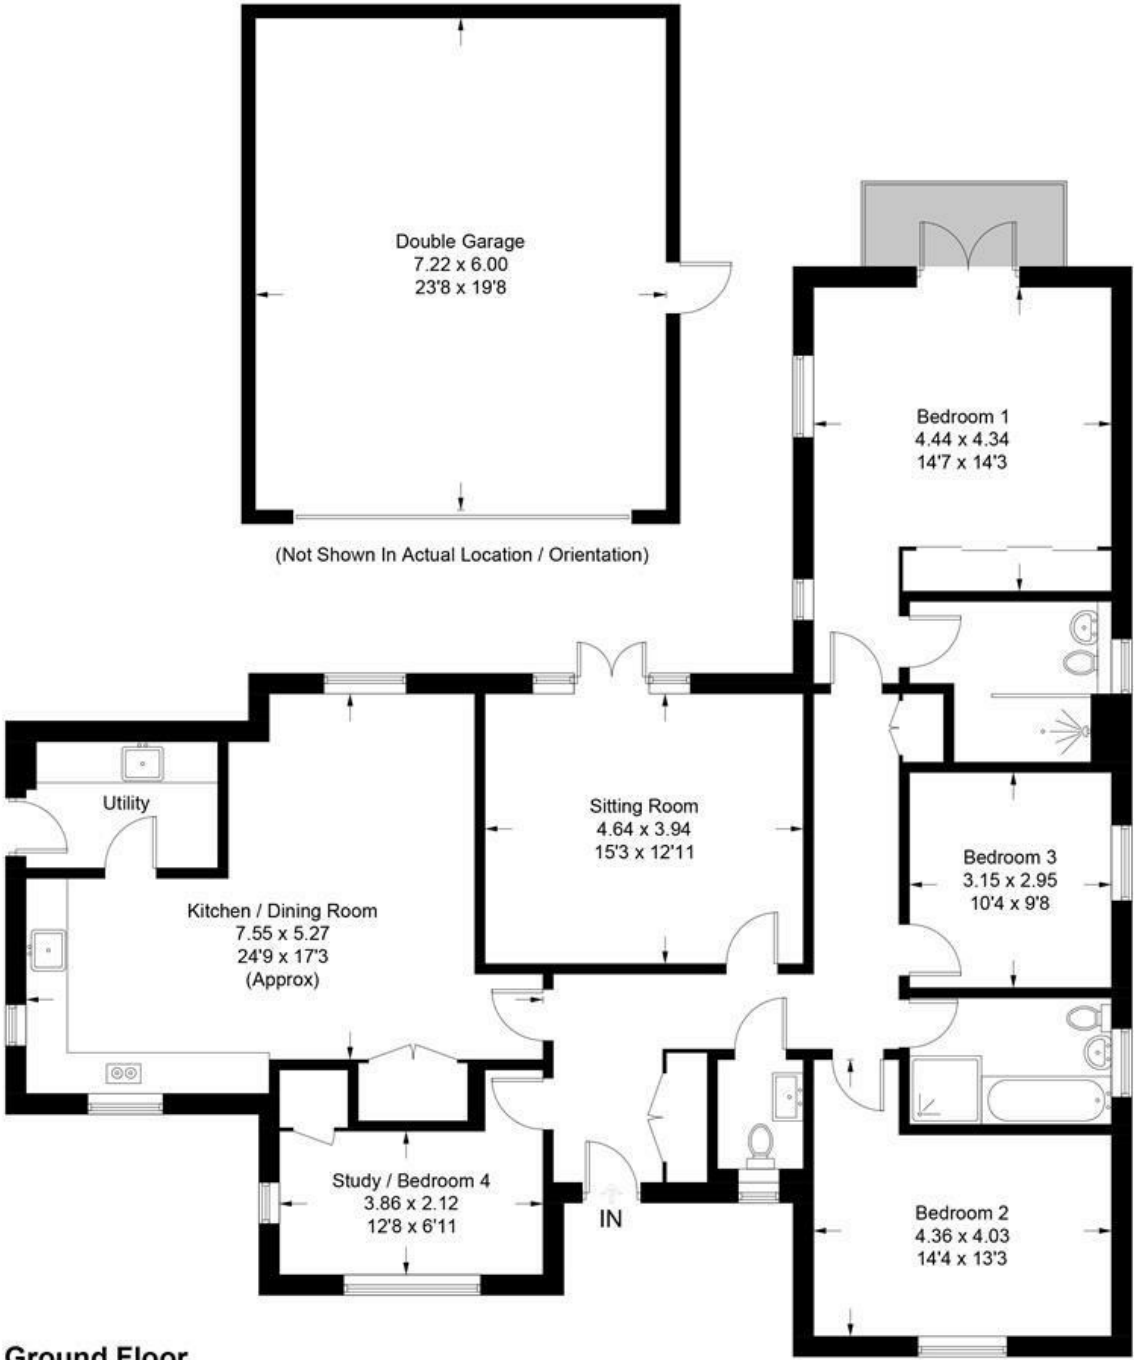 Double Garage
7.22 x 6.00
23'8 x 19'8
(Not Shown In Actual Location / Orientation)
Bedroom 1
4.44 x 4.34
14'7 x 14'3
Utility
Sitting Room
4.64 x 3.94
15'3 x 12'11
Bedroom 3
3.15 x 2.95
10'4 x 9'8
Kitchen / Dining Room
7.55 x 5.27
24'9 x 17'3
(Approx)
Study / Bedroom 4
3.86 x 2.12
12'8 x 6'11
IN
Bedroom 2
4.36 x 4.03
14'4 x 13'3
Ground Floor